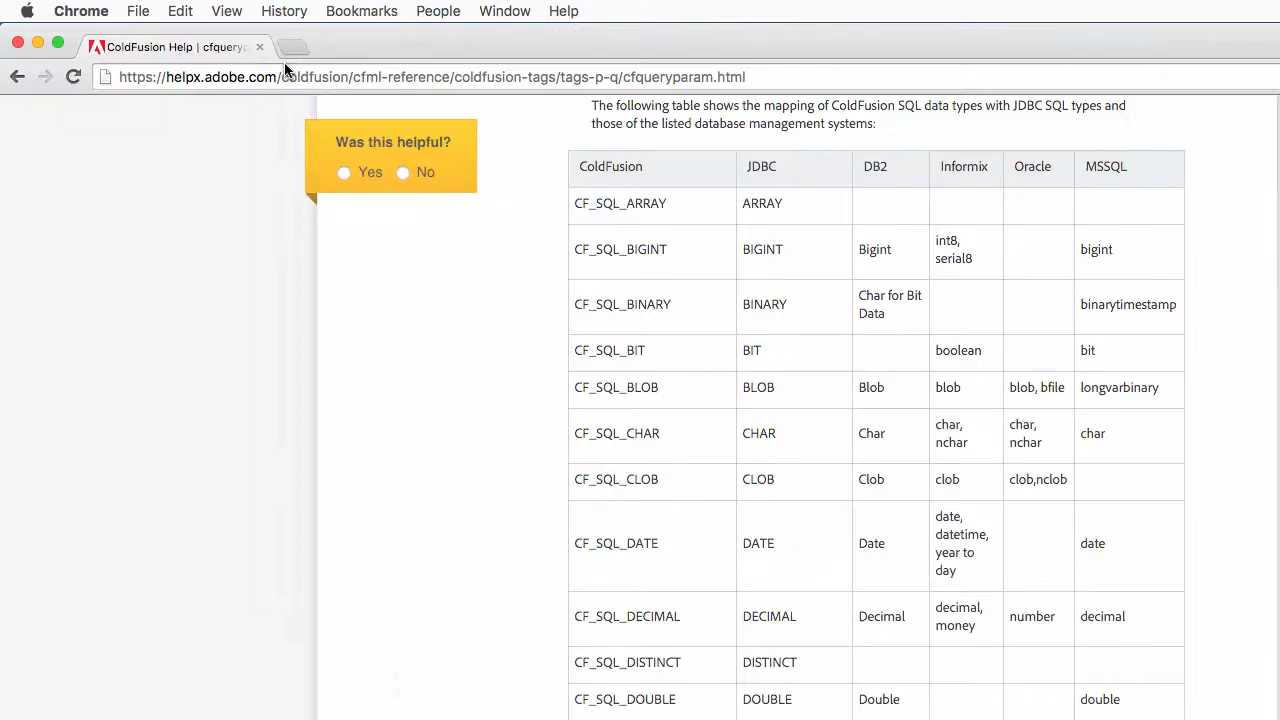 Chrome File Edit View History Bookmarks People Window Help
ColdFusion Help | cfquery
https://helpx.adobe.com/coldfusion/cfml-reference/coldfusion-tags/tags-p-q/cfqueryparam.html
The following table shows the mapping of ColdFusion SQL data types with JDBC SQL types and
those of the listed database management systems:
Was this helpful?
Yes No
ColdFusion JDBC DB2 Informix Oracle MSSQL
CF_SQL_ARRAY ARRAY
CF_SQL_BIGINT BIGINT Bigint int8,
serial8 bigint
CF_SQL_BINARY BINARY Char for Bit
Data binarytimestamp
CF_SQL_BIT BIT boolean bit
CF_SQL_BLOB BLOB Blob blob blob, bfile longvarbinary
CF_SQL_CHAR CHAR Char char,
nchar char,
nchar char
CF_SQL_CLOB CLOB Clob clob clob,nclob
CF_SQL_DATE DATE Date date,
datetime,
year to
day date
CF_SQL_DECIMAL DECIMAL Decimal decimal,
money number decimal
CF_SQL_DISTINCT DISTINCT
CF_SQL_DOUBLE DOUBLE Double double